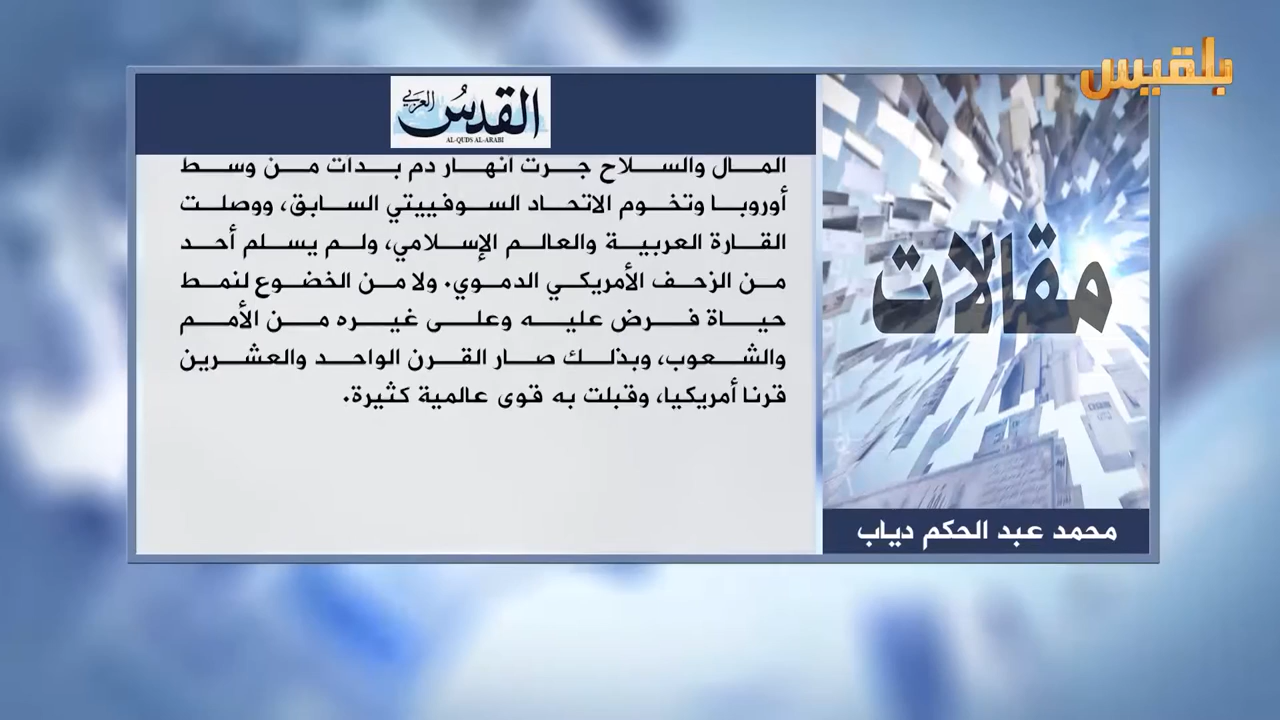 بلقيس
القدس العربي
AL-QUDS AL-ARABI
المال والسلاح جرت أنهار دم بدأت من وسط
أوروبا وتخوم الاتحاد السوفييتي السابق، ووصلت
القارة العربية والعالم الإسلامي، ولم يسلم أحد
من الزحف الأمريكي الدموي. ولا من الخضوع لنمط
حياة فرض عليه وعلى غيره من الأمم
والشعوب، وبذلك صار القرن الواحد والعشرين
قرنا أمريكيا، وقبلت به قوى عالمية كثيرة.
مقالات
محمد عبد الحكم دياب